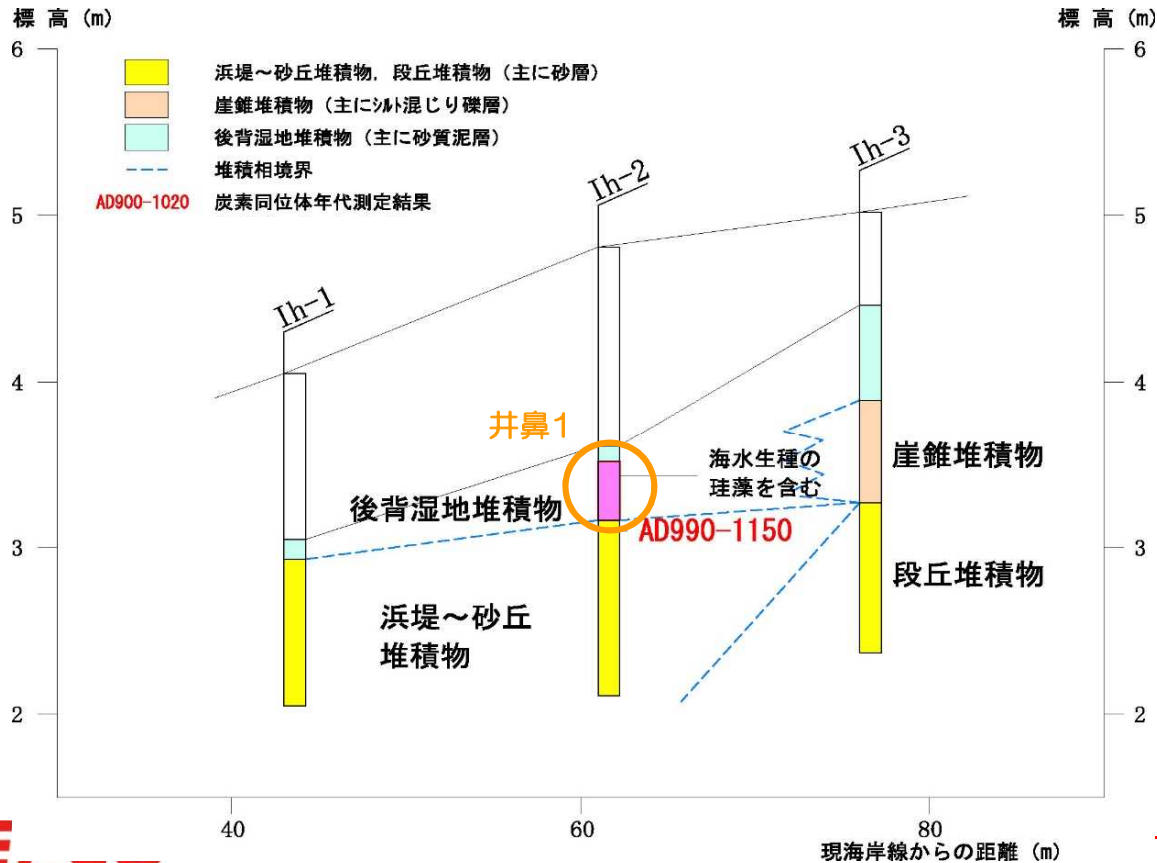 標 高 (m)
標 高 (m)
6
6
浜堤～砂丘堆積物，段丘堆積物（主に砂層）
崖錐堆積物（主にｼﾙﾄ混じり礫層）
後背湿地堆積物（主に砂質泥層）
堆積相境界
AD900-1020 炭素同位体年代測定結果
Ih-3
Ih-2
5
5
Ih-1
4
4
井鼻1
海水生種の
珪藻を含む
崖錐堆積物
後背湿地堆積物
AD990-1150
3
3
段丘堆積物
浜堤～砂丘
堆積物
2
2
40
60
80
現海岸線からの距離 (m)